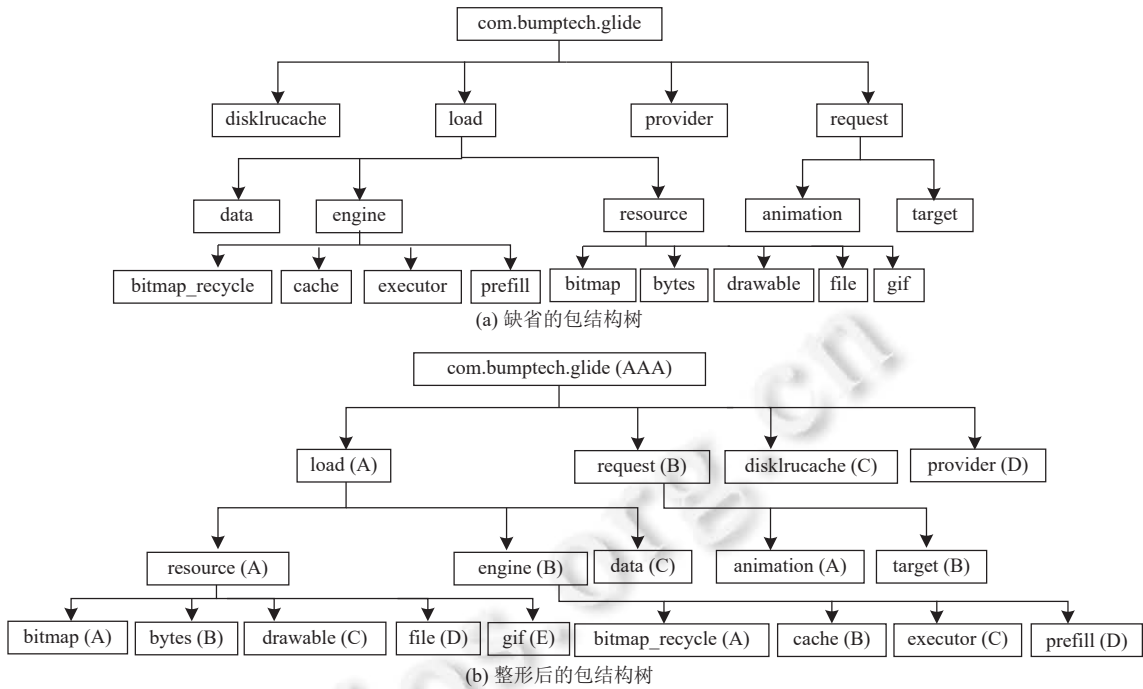 com.bumptech.glide
disklrucache load provider request
data engine resource animation target
bitmap_recycle cache executor prefill bitmap bytes drawable file gif
(a) 缺省的包结构树
com.bumptech.glide (AAA)
load (A) request (B) disklrucache (C) provider (D)
resource (A) engine (B) data (C) animation (A) target (B)
bitmap (A) bytes (B) drawable (C) file (D) gif (E) bitmap_recycle (A) cache (B) executor (C) prefill (D)
(b) 整形后的包结构树
os.org.cn